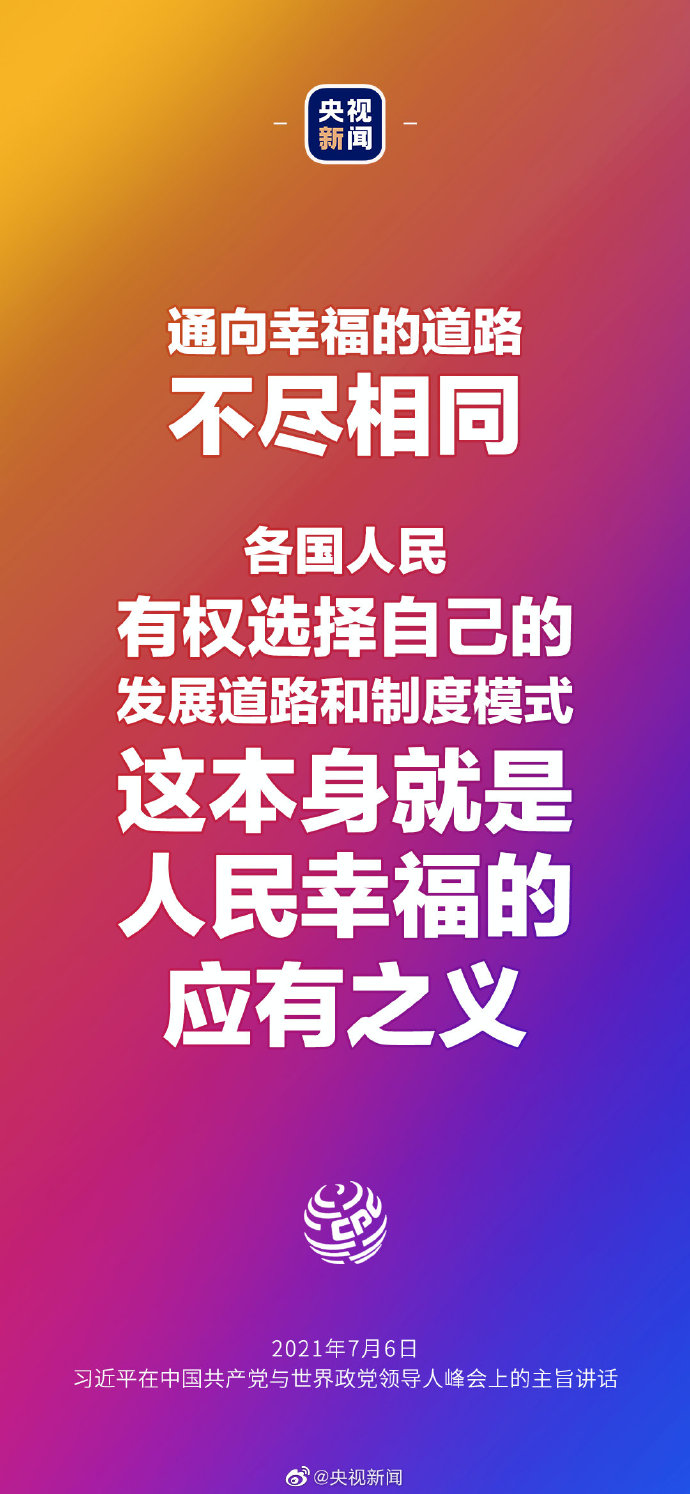 央视
新闻
通向幸福的道路
不尽相同
各国人民
有权选择自己的
发展道路和制度模式
这本身就是
人民幸福的
应有之义
CPC
2021年7月6日
习近平在中国共产党与世界政党领导人峰会上的主旨讲话
@央视新闻